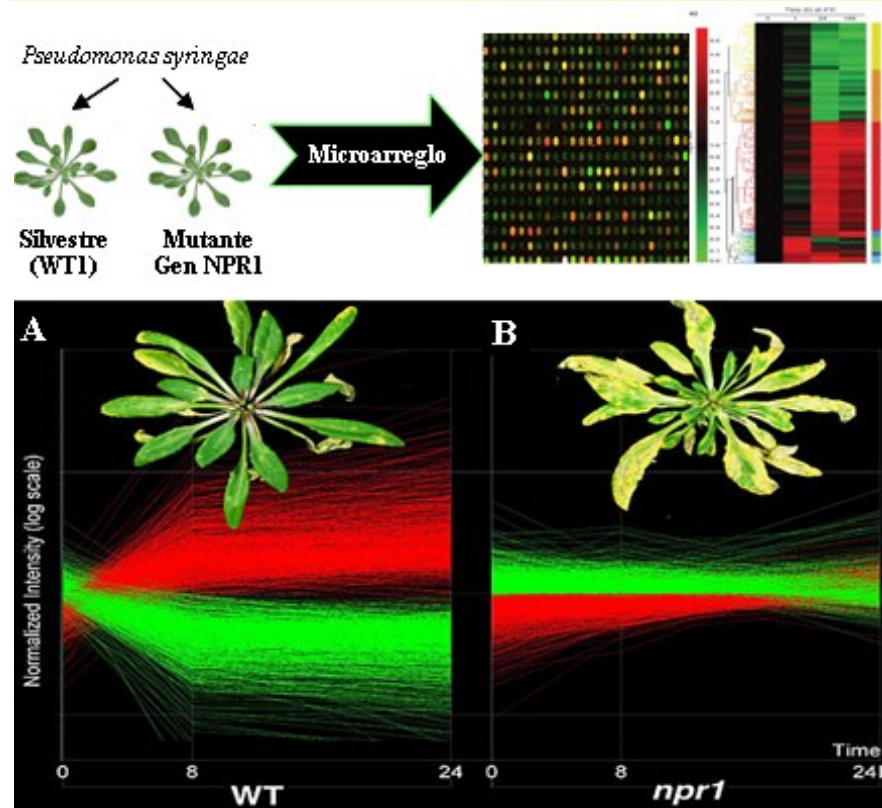 Pseudomonas syringae
Silvestre
(WT1)
Mutante
Gen NPR1
Microarreglo
A
B
Normalized Intensity (log scale)
Time
0
8
24
0
8
24
WT
npr1